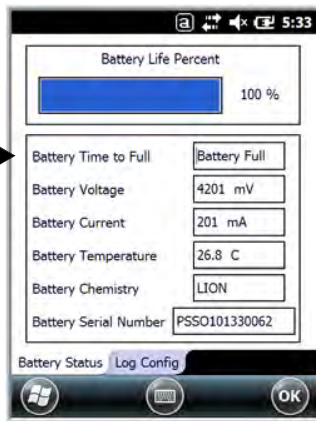 a 5:33
Battery Life Percent
100 %
Battery Time to Full Battery Full
Battery Voltage 4201 mV
Battery Current 201 mA
Battery Temperature 26.8 C
Battery Chemistry LION
Battery Serial Number PSSO101330062
Battery Status Log Config
OK